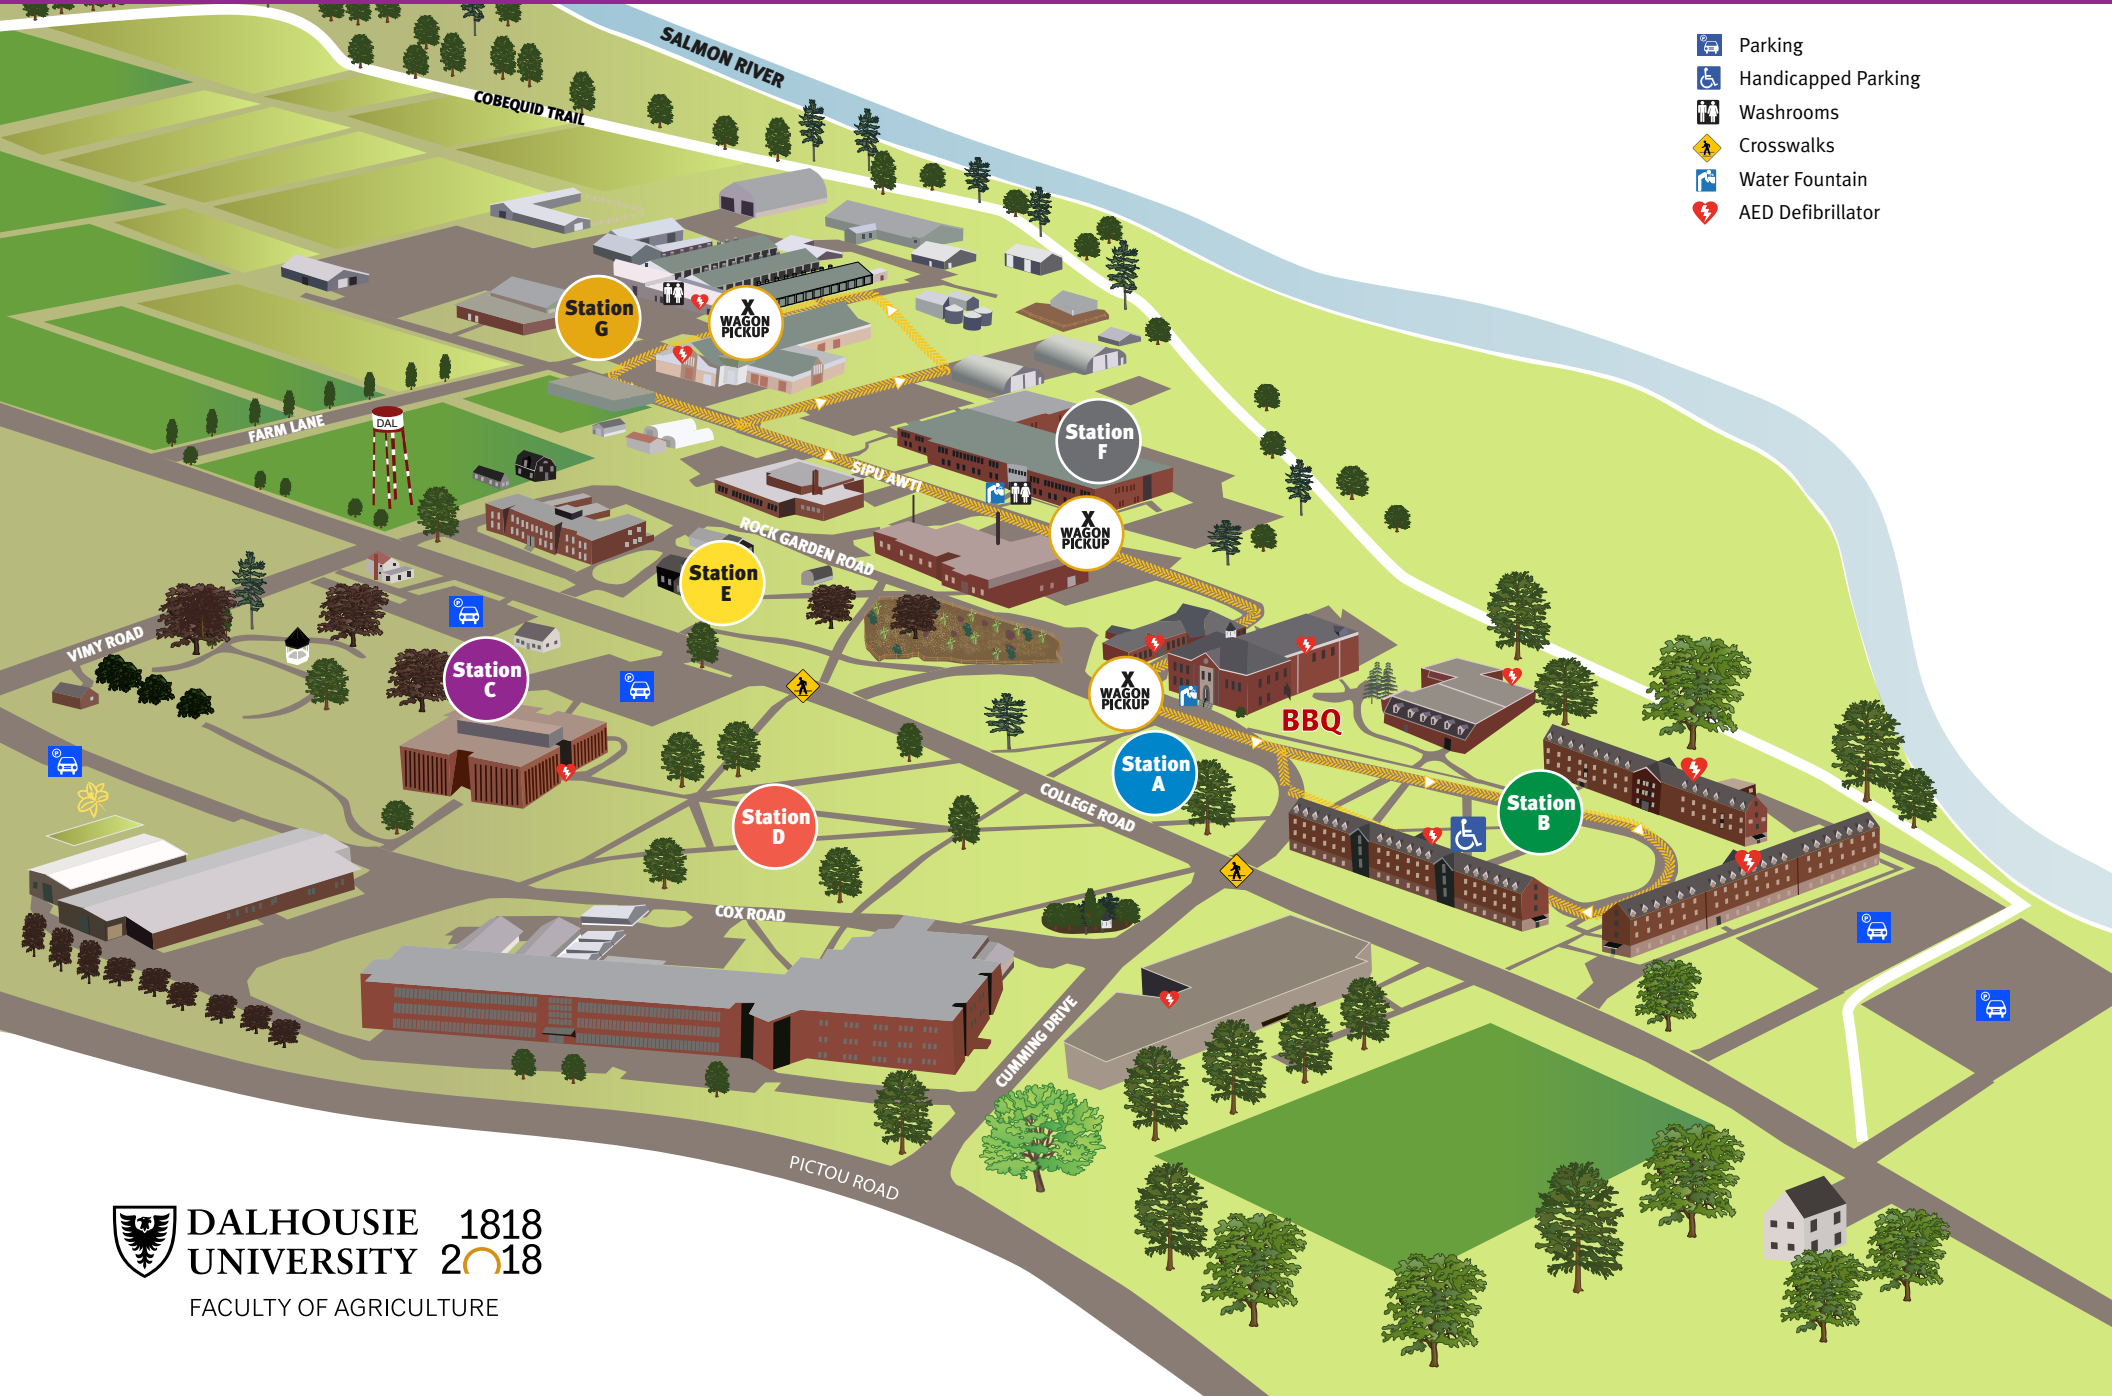 SALMON RIVER
COBEQUID TRAIL
Parking
Handicapped Parking
Washrooms
Crosswalks
Water Fountain
AED Defibrillator
Station
G
X
WAGON
PICKUP
FARM LANE
DAL
Station
F
SIPU AWTI
X
WAGON
PICKUP
ROCK GARDEN ROAD
Station
E
VIMY ROAD
Station
C
X
WAGON
PICKUP
BBQ
Station
A
Station
B
Station
D
COLLEGE ROAD
COX ROAD
CUMMING DRIVE
PICTOU ROAD
DALHOUSIE
UNIVERSITY
1818
2018
FACULTY OF AGRICULTURE